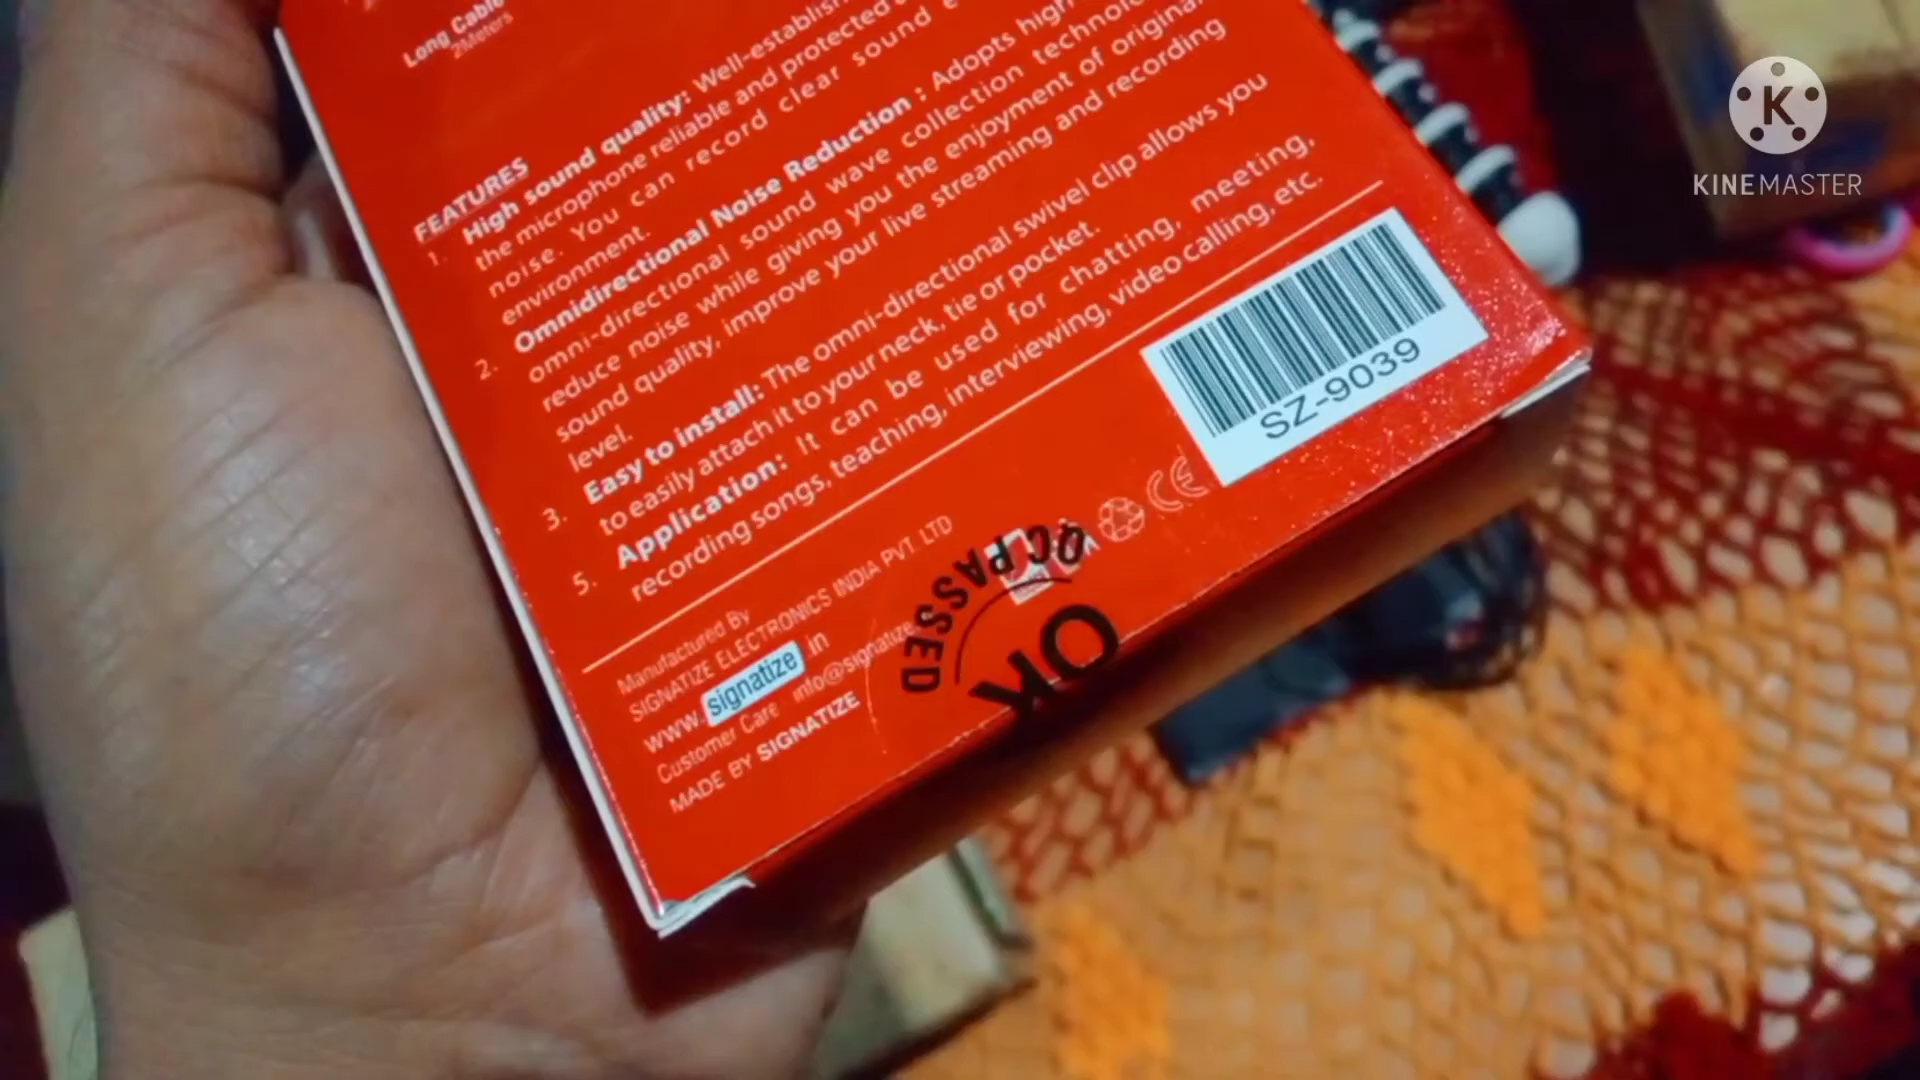 Long Cable
2Meters
FEATURES
1. High sound quality: Well-establish
the microphone reliable and protected
noise. You can record clear sound
environment.
2. Omnidirectional Noise Reduction : Adopts high
omni-directional sound wave collection technolo
reduce noise while giving you the enjoyment of original
sound quality, improve your live streaming and recording
level.
3. Easy to install: The omni-directional swivel clip allows you
to easily attach it to your neck, tie or pocket.
5. Application: It can be used for chatting, meeting,
recording songs, teaching, interviewing, video calling, etc.
Manufactured By
SIGNATIZE ELECTRONICS INDIA PVT. LTD
www.signatize.in
Customer Care info@signatize
MADE BY SIGNATIZE
QC PASSED
OK
CE
SZ-9039
K
KINEMASTER